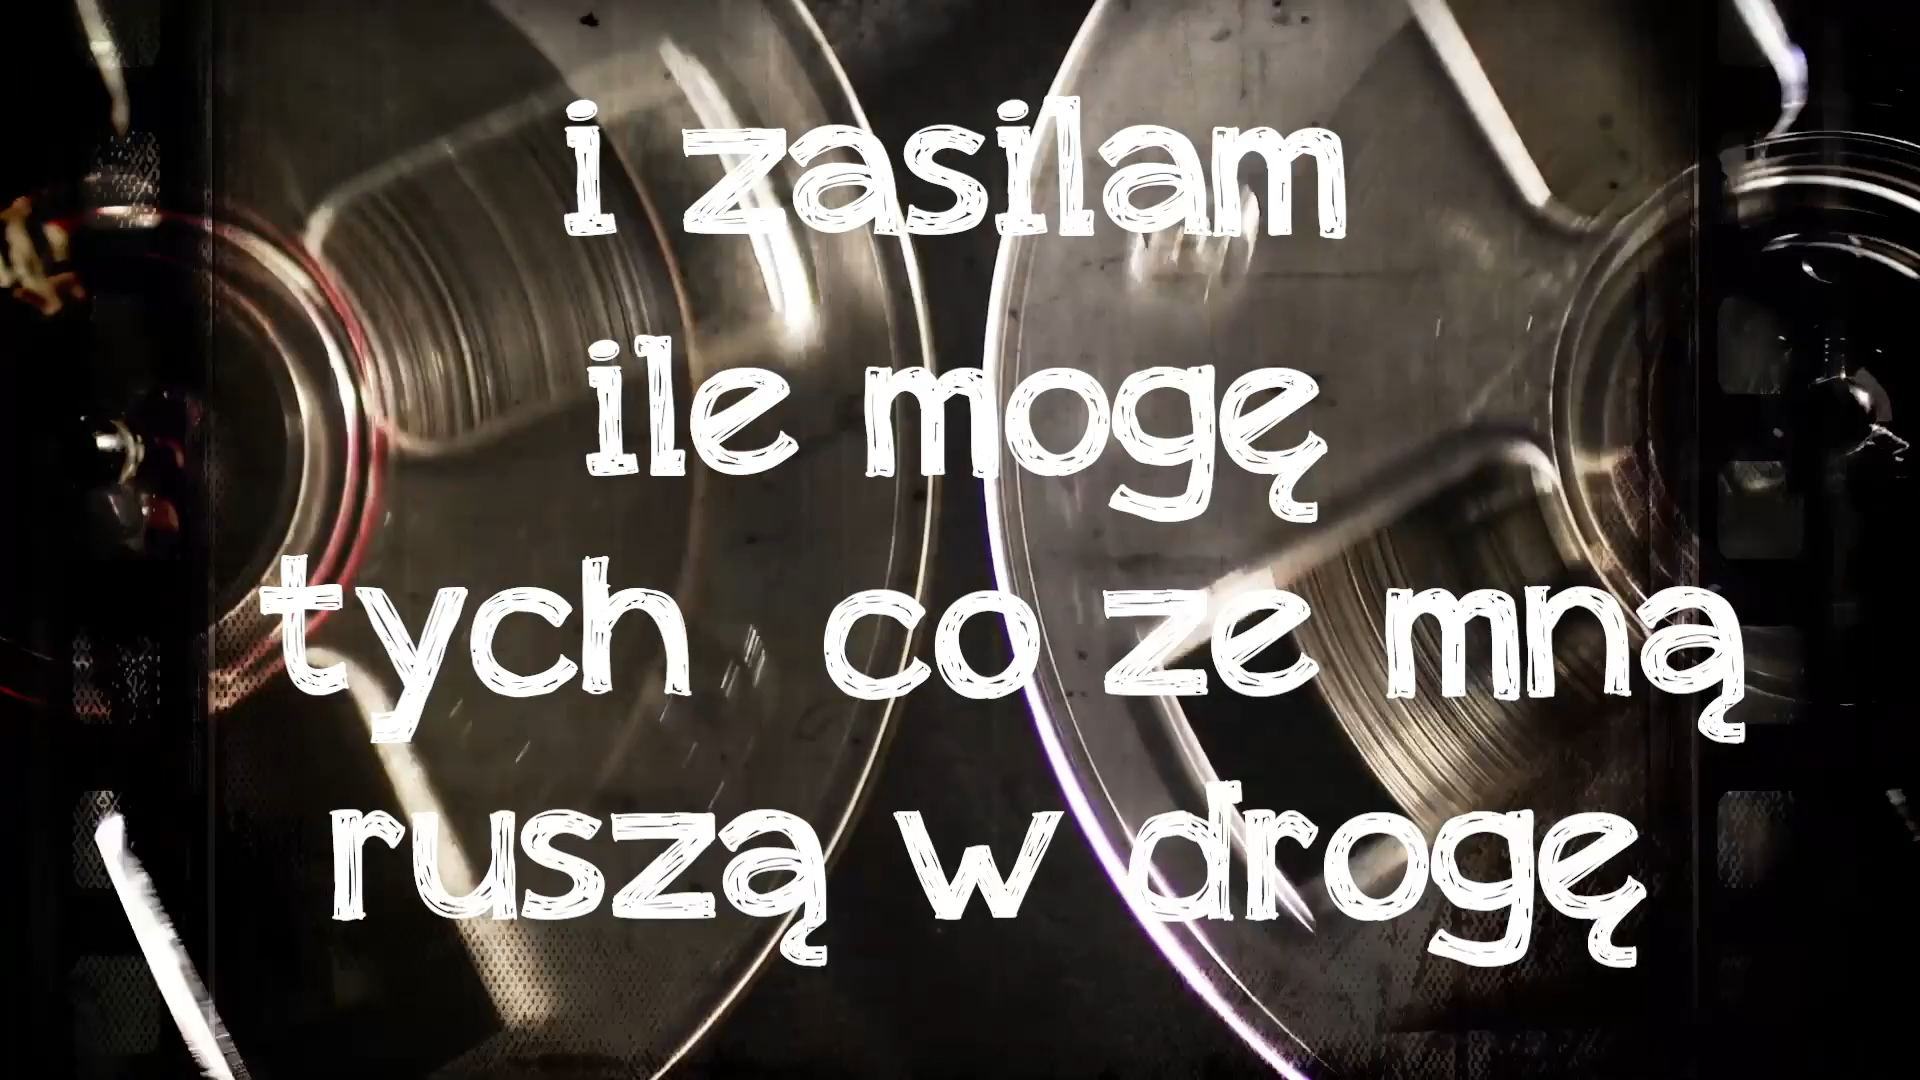 i zasilam
ile mogę
tych co ze mną
ruszą w drogę